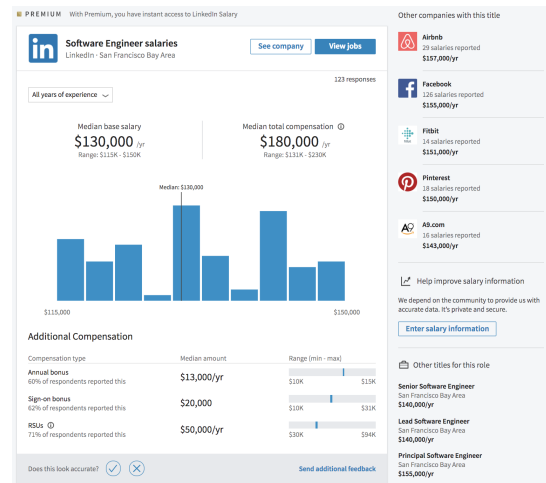 PREMIUM With Premium, you have instant access to LinkedIn Salary
in
Software Engineer salaries
LinkedIn · San Francisco Bay Area
See company
View jobs
123 responses
All years of experience
Median base salary
$130,000 /yr
Range: $115K - $150K
Median total compensation
$180,000 /yr
Range: $131K - $230K
Median: $130,000
$115,000
$150,000
Additional Compensation
Compensation type Median amount Range (min - max)
Annual bonus
60% of respondents reported this
$13,000/yr
$10K $15K
Sign-on bonus
62% of respondents reported this
$20,000
$10K $31K
RSUs
71% of respondents reported this
$50,000/yr
$30K $94K
Does this look accurate?
Send additional feedback
Other companies with this title
Airbnb
29 salaries reported
$157,000/yr
Facebook
126 salaries reported
$155,000/yr
Fitbit
14 salaries reported
$151,000/yr
Pinterest
18 salaries reported
$150,000/yr
A9.com
16 salaries reported
$143,000/yr
Help improve salary information
We depend on the community to provide us with
accurate data. It's private and secure.
Enter salary information
Other titles for this role
Senior Software Engineer
San Francisco Bay Area
$140,000/yr
Lead Software Engineer
San Francisco Bay Area
$140,000/yr
Principal Software Engineer
San Francisco Bay Area
$155,000/yr